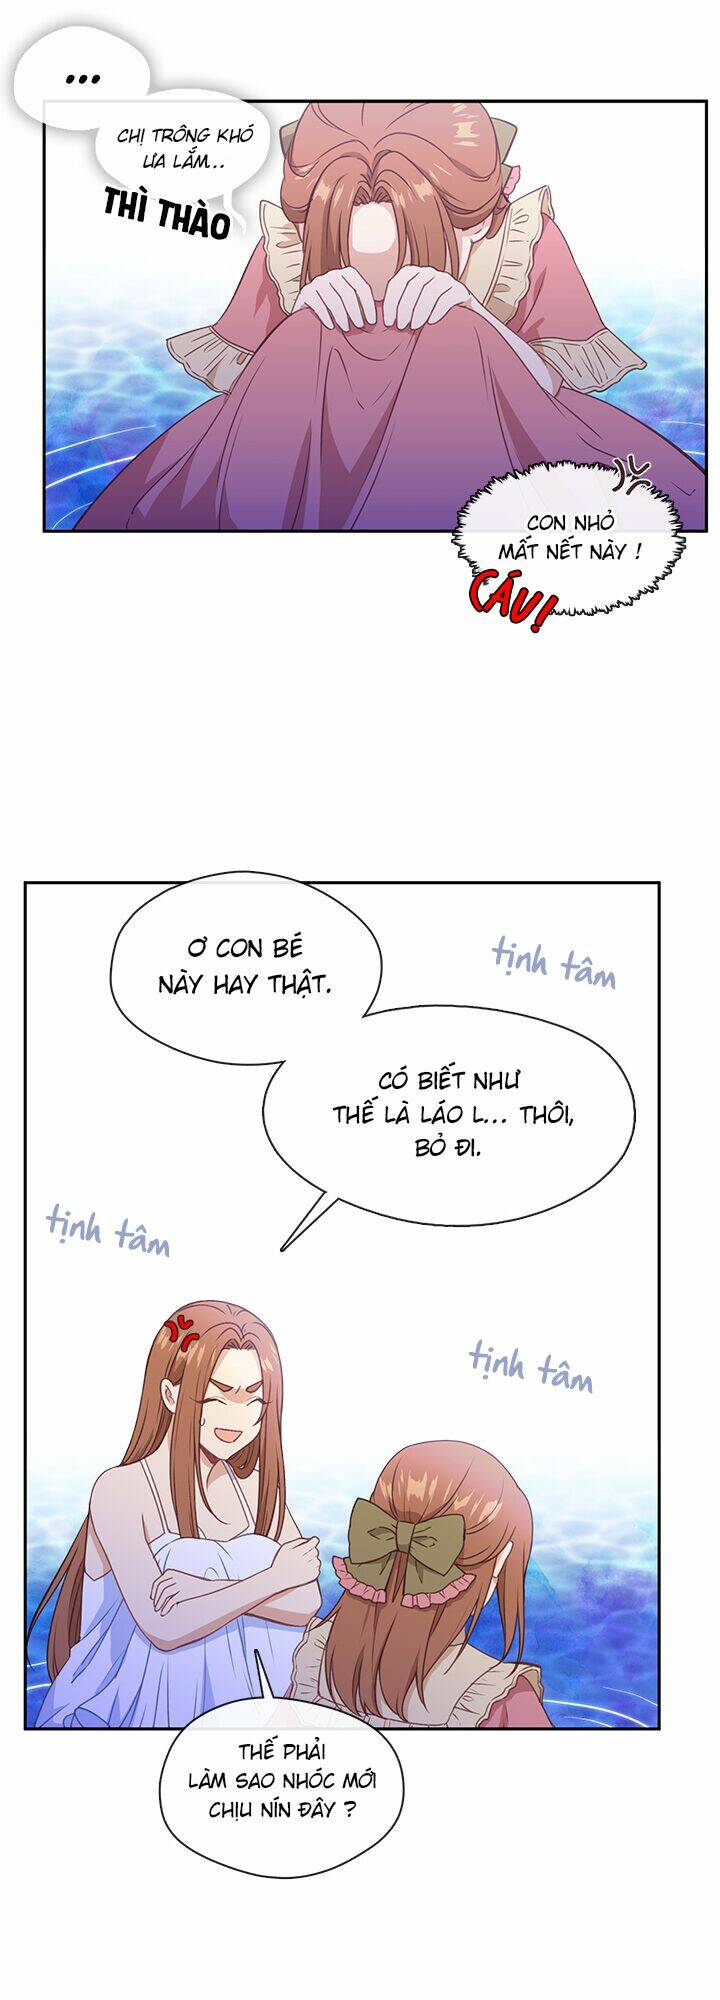 ...
CHỊ TRÔNG KHÓ
ƯA LẮM...
THÌ THÀO
CON NHỎ
MẤT NẾT NÀY !
CÁU!
Ơ CON BÉ
NÀY HAY THẬT.
tịnh tâm
CÓ BIẾT NHƯ
THẾ LÀ LÁO L... THÔI,
BỎ ĐI.
tịnh tâm
tịnh tâm
THẾ PHẢI
LÀM SAO NHÓC MỚI
CHỊU NÍN ĐÂY ?